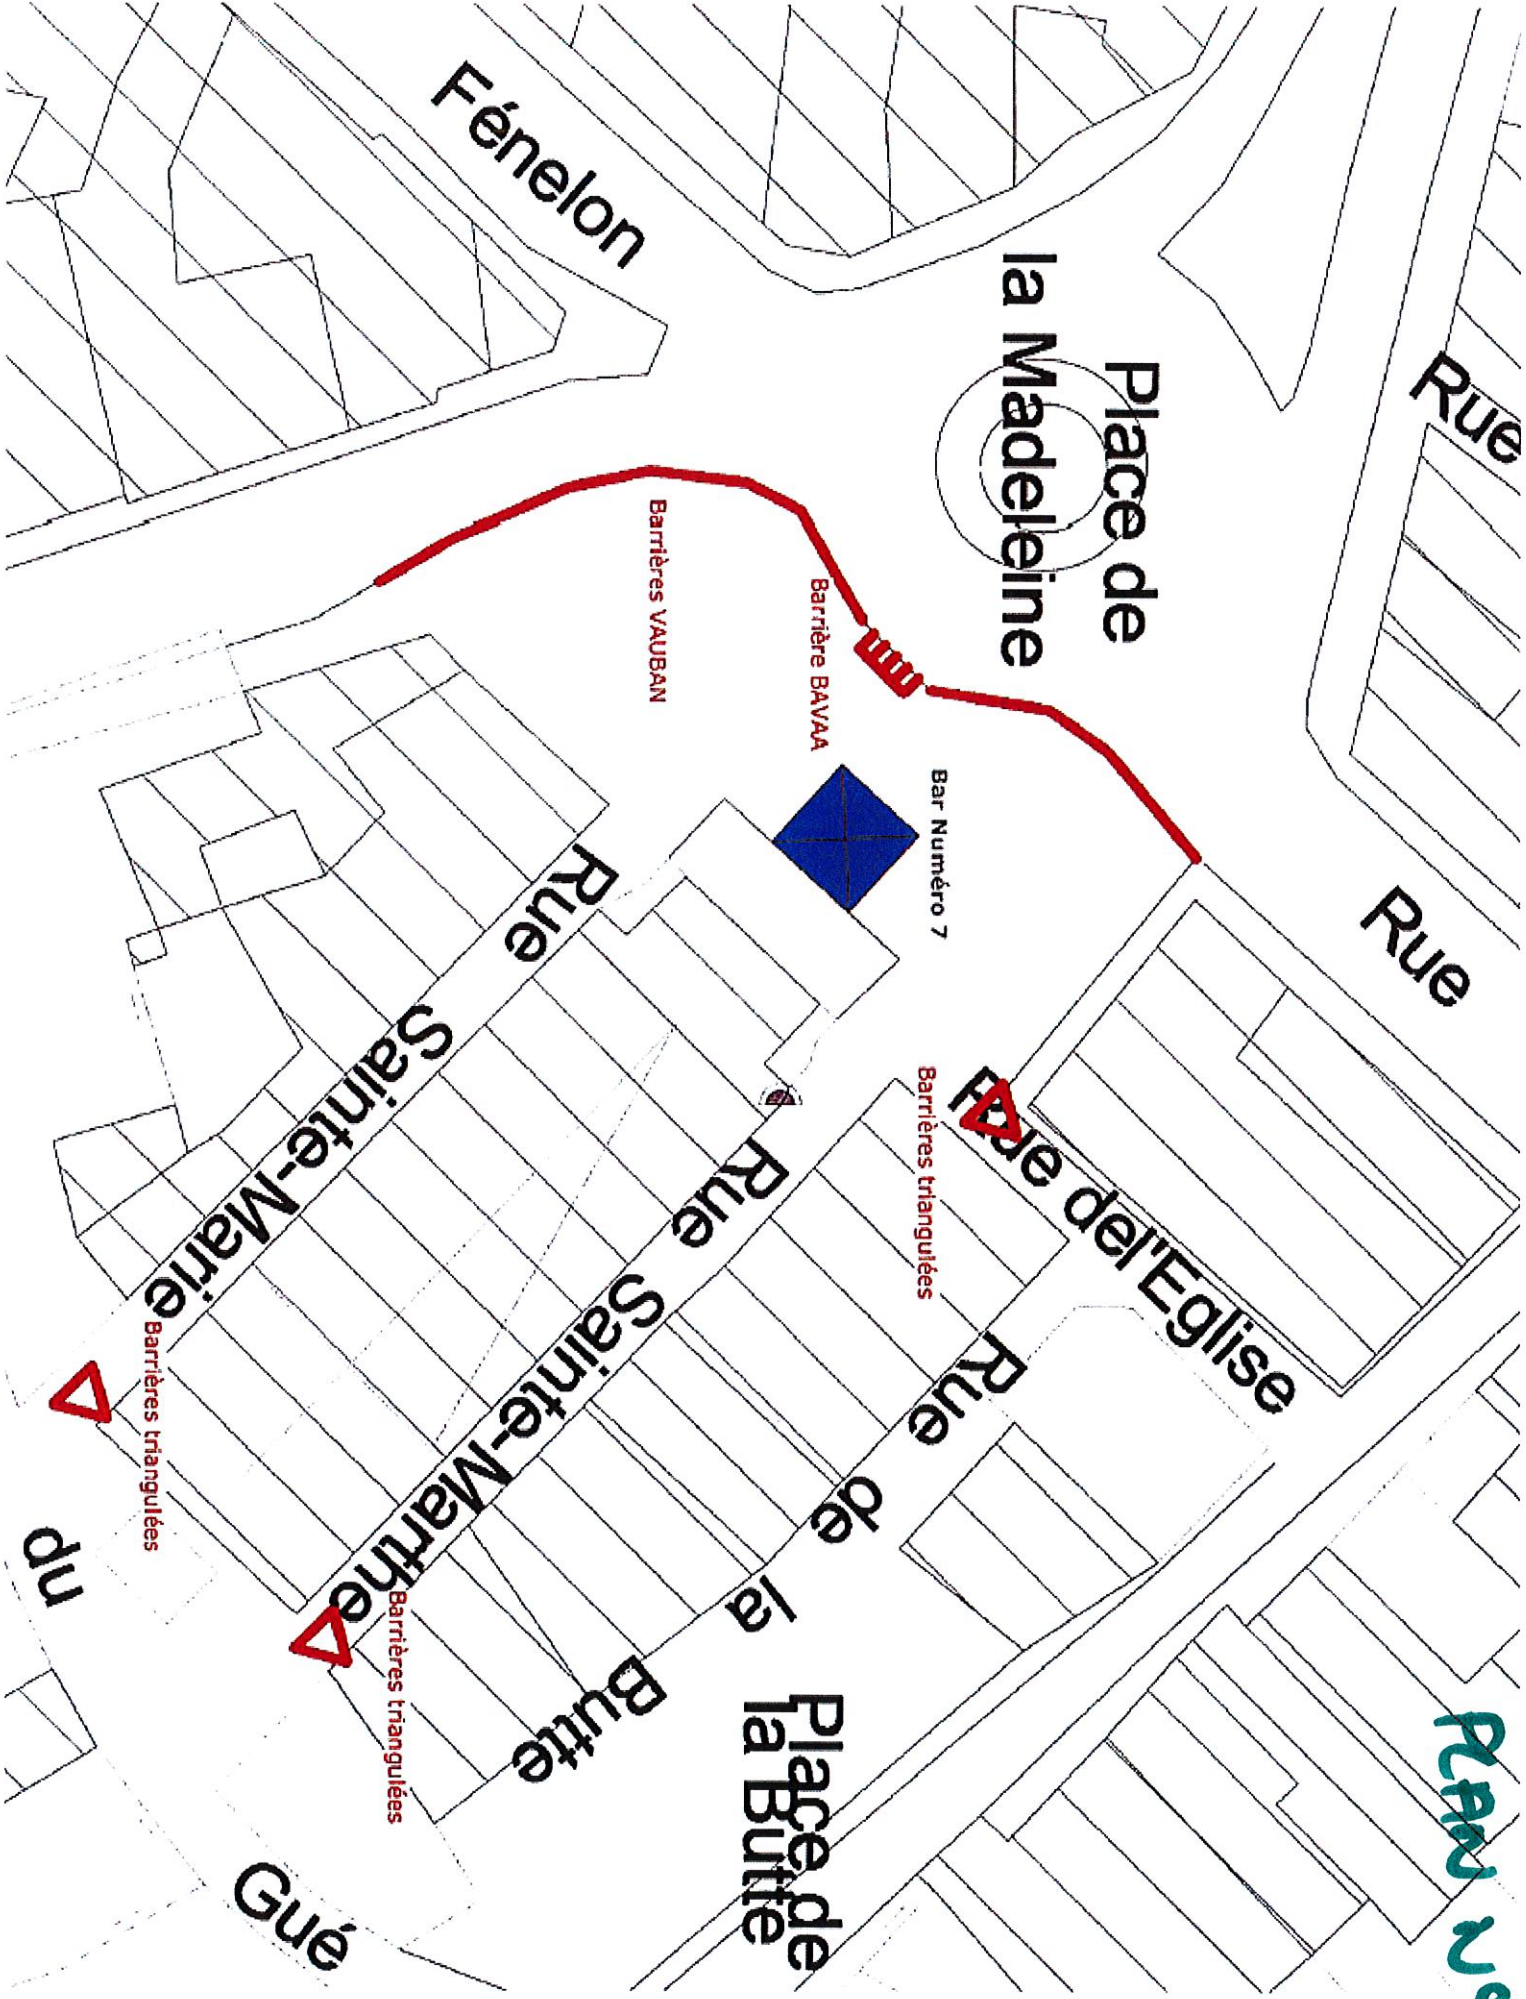 PLAN N°
Rue
Rue
Place de
la Madeleine
Rue de l'Eglise
Bar Numéro 7
Barrières triangulées
Barrière BAVAA
Rue de la Butte
Place de
la Butte
Barrières VAUBAN
Fénelon
Rue Sainte-Marthe
Barrières triangulées
Rue Sainte-Marie
Barrières triangulées
du Gué